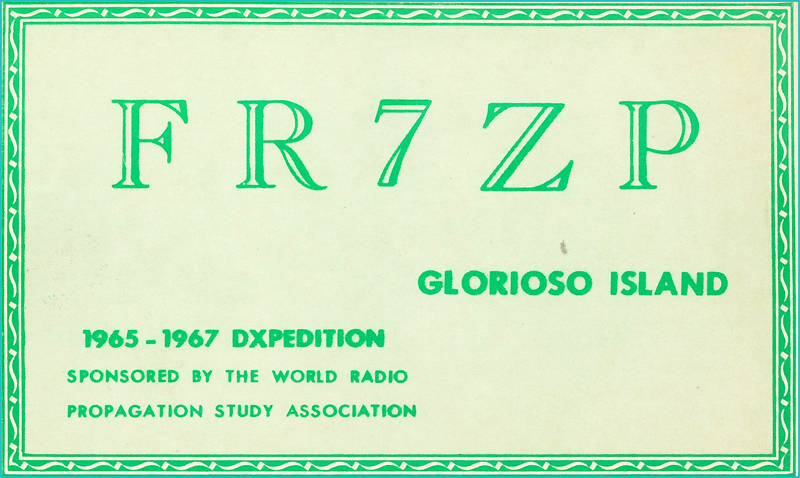 FR7ZP
GLORIOSO ISLAND
1965-1967 DXPEDITION
SPONSORED BY THE WORLD RADIO
PROPAGATION STUDY ASSOCIATION